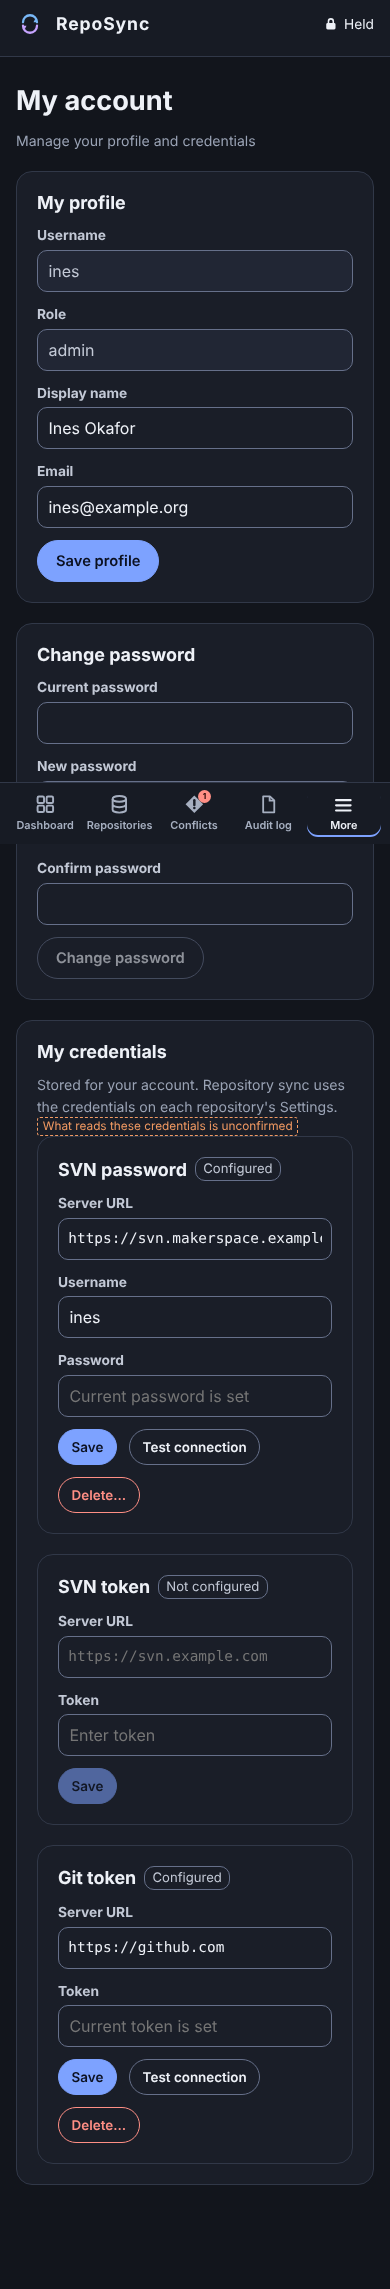 RepoSync
Held
My account
Manage your profile and credentials
My profile
Username
ines
Role
admin
Display name
Ines Okafor
Email
ines@example.org
Save profile
Change password
Current password
New password
Dashboard
Repositories
1
Conflicts
Audit log
More
Confirm password
Change password
My credentials
Stored for your account. Repository sync uses
the credentials on each repository's Settings.
What reads these credentials is unconfirmed
SVN password
Configured
Server URL
https://svn.makerspace.example
Username
ines
Password
Current password is set
Save
Test connection
Delete...
SVN token
Not configured
Server URL
https://svn.example.com
Token
Enter token
Save
Git token
Configured
Server URL
https://github.com
Token
Current token is set
Save
Test connection
Delete...